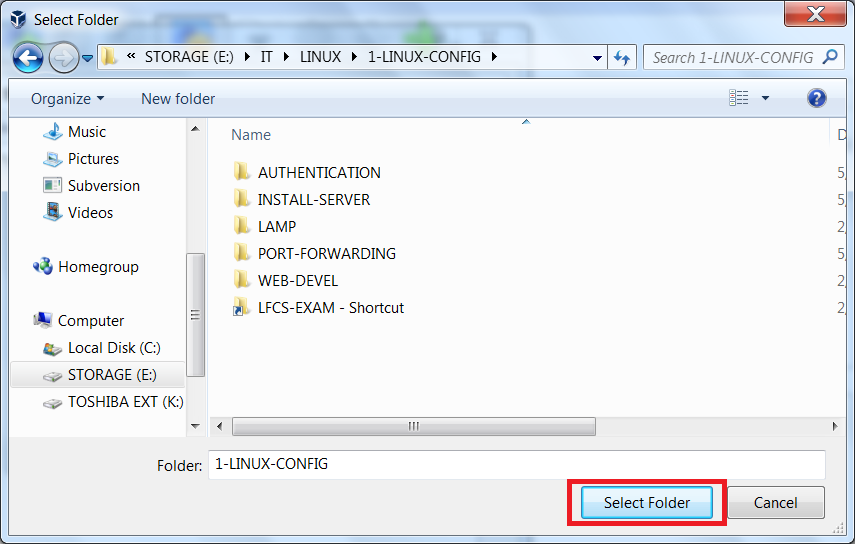 Select Folder
« STORAGE (E:) IT LINUX 1-LINUX-CONFIG
Search 1-LINUX-CONFIG
Organize New folder
Music
Pictures
Subversion
Videos
Homegroup
Computer
Local Disk (C:)
STORAGE (E:)
TOSHIBA EXT (K:)
Name D
AUTHENTICATION 5,
INSTALL-SERVER 5,
LAMP 2,
PORT-FORWARDING 5,
WEB-DEVEL 2,
LFCS-EXAM - Shortcut 2,
Folder: 1-LINUX-CONFIG
Select Folder Cancel